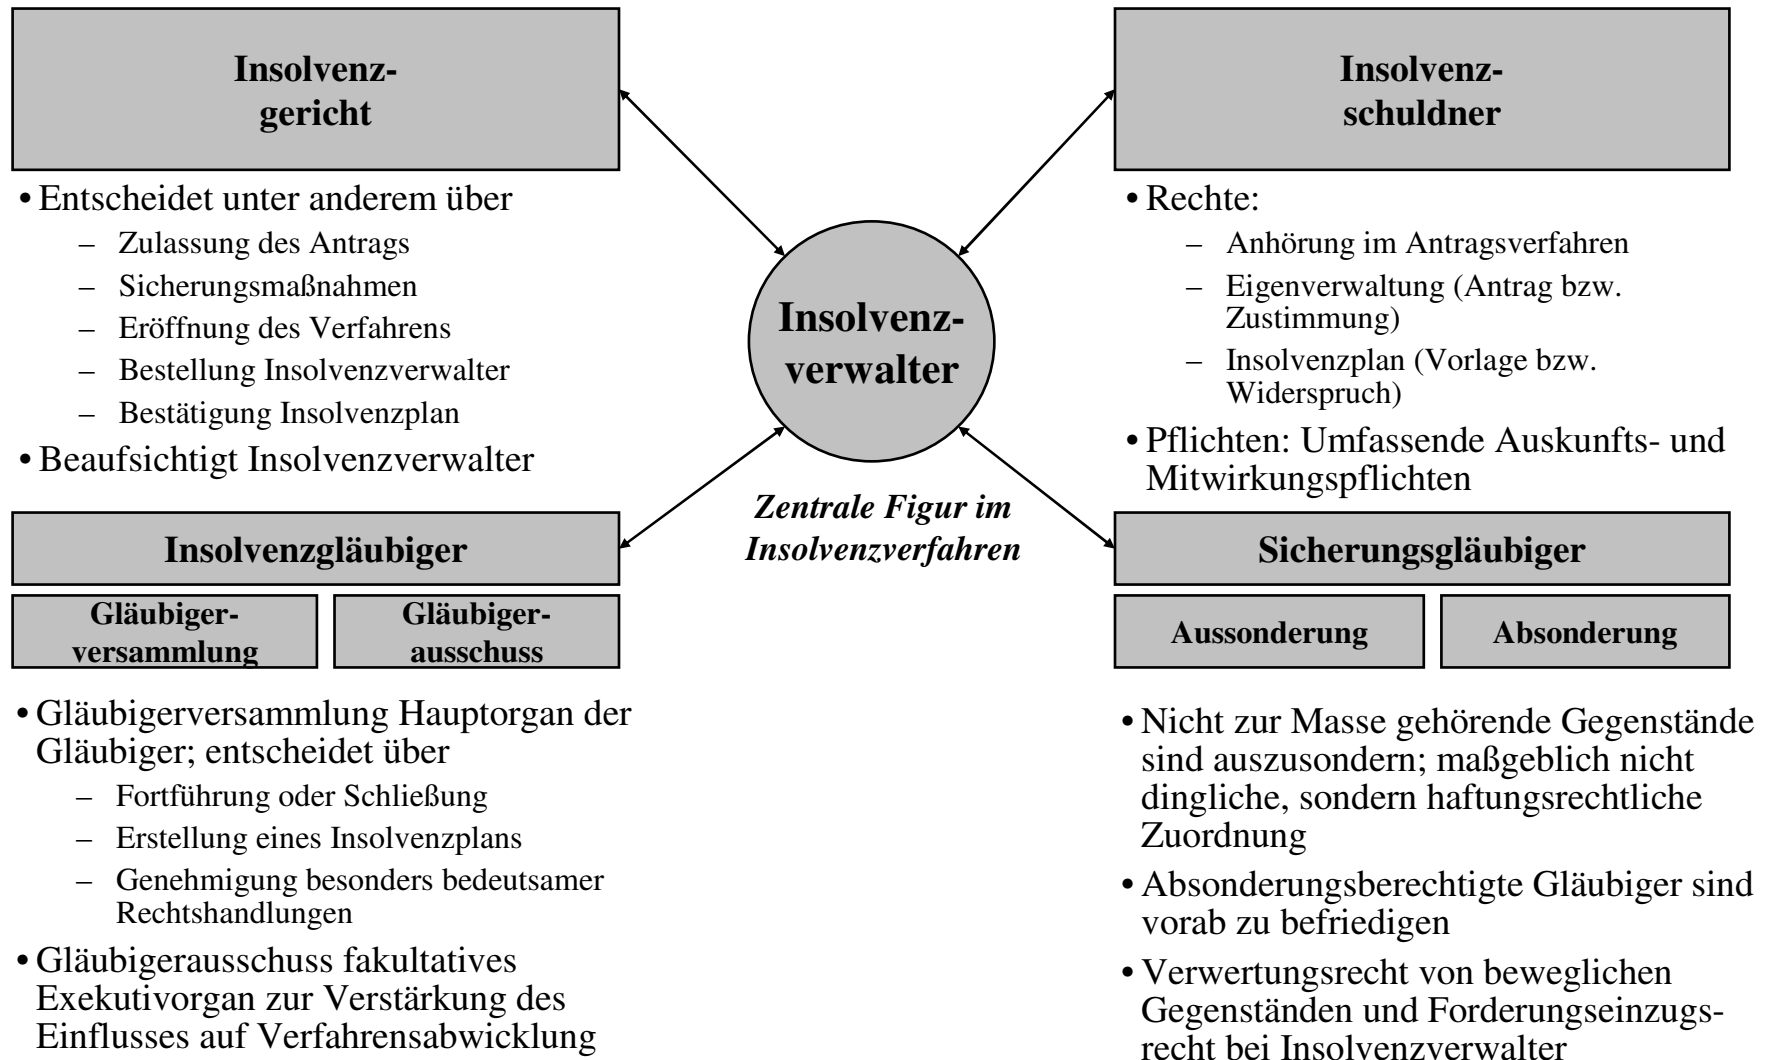 Insolvenz-
gericht
• Entscheidet unter anderem über
– Zulassung des Antrags
– Sicherungsmaßnahmen
– Eröffnung des Verfahrens
– Bestellung Insolvenzverwalter
– Bestätigung Insolvenzplan
• Beaufsichtigt Insolvenzverwalter
Insolvenz-
schuldner
• Rechte:
– Anhörung im Antragsverfahren
– Eigenverwaltung (Antrag bzw.
Zustimmung)
– Insolvenzplan (Vorlage bzw.
Widerspruch)
• Pflichten: Umfassende Auskunfts- und
Mitwirkungspflichten
Insolvenz-
verwalter
Zentrale Figur im
Insolvenzverfahren
Insolvenzgläubiger
Gläubiger-
versammlung
Gläubiger-
ausschuss
• Gläubigerversammlung Hauptorgan der
Gläubiger; entscheidet über
– Fortführung oder Schließung
– Erstellung eines Insolvenzplans
– Genehmigung besonders bedeutsamer
Rechtshandlungen
• Gläubigerausschuss fakultatives
Exekutivorgan zur Verstärkung des
Einflusses auf Verfahrensabwicklung
Sicherungsgläubiger
Aussonderung
Absonderung
• Nicht zur Masse gehörende Gegenstände
sind auszusondern; maßgeblich nicht
dingliche, sondern haftungsrechtliche
Zuordnung
• Absonderungsberechtigte Gläubiger sind
vorab zu befriedigen
• Verwertungsrecht von beweglichen
Gegenständen und Forderungseinzugs-
recht bei Insolvenzverwalter